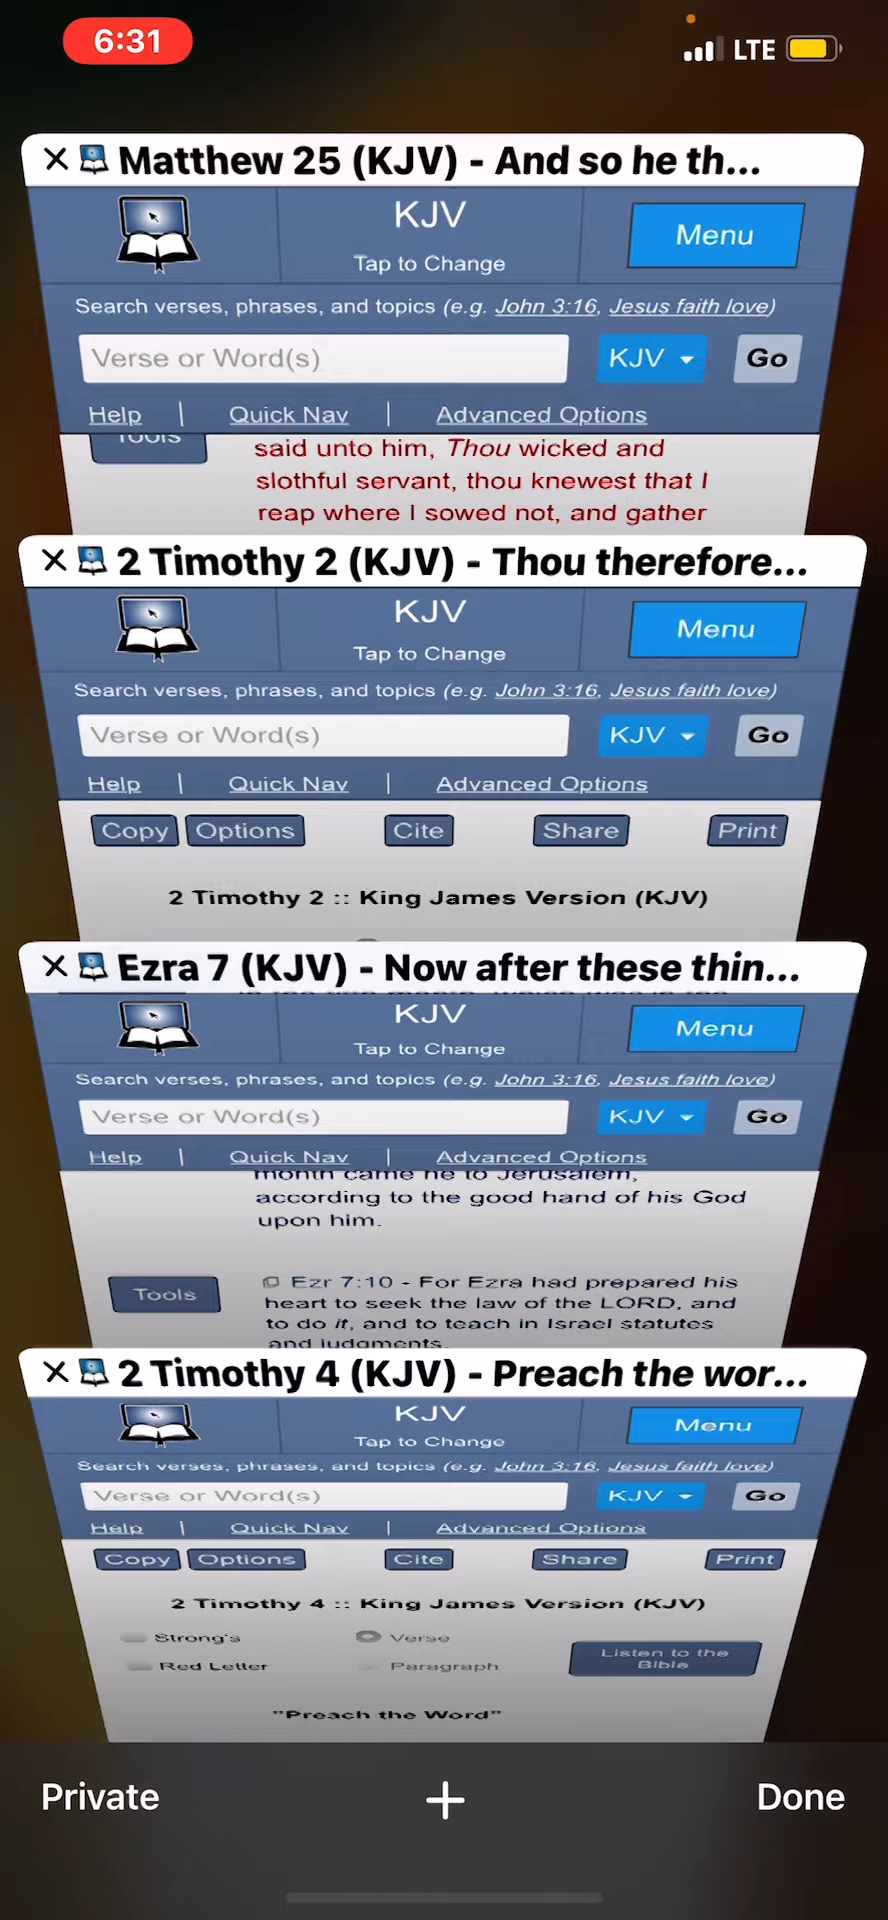 6:31
LTE
Matthew 25 (KJV) - And so he th...
KJV
Menu
Tap to Change
Search verses, phrases, and topics (e.g. John 3:16, Jesus faith love)
Verse or Word(s)
KJV
Go
Help | Quick Nav | Advanced Options
Tools
said unto him, Thou wicked and
slothful servant, thou knewest that I
reap where I sowed not, and gather
2 Timothy 2 (KJV) - Thou therefore...
KJV
Menu
Tap to Change
Search verses, phrases, and topics (e.g. John 3:16, Jesus faith love)
Verse or Word(s)
KJV
Go
Help | Quick Nav | Advanced Options
Copy Options Cite Share Print
2 Timothy 2 :: King James Version (KJV)
Ezra 7 (KJV) - Now after these thin...
KJV
Menu
Tap to Change
Search verses, phrases, and topics (e.g. John 3:16, Jesus faith love)
Verse or Word(s)
KJV
Go
Help | Quick Nav | Advanced Options
month came he to Jerusalem,
according to the good hand of his God
upon him.
Tools
Ezr 7:10 - For Ezra had prepared his
heart to seek the law of the LORD, and
to do it, and to teach in Israel statutes
and judgments.
2 Timothy 4 (KJV) - Preach the wor...
KJV
Menu
Tap to Change
Search verses, phrases, and topics (e.g. John 3:16, Jesus faith love)
Verse or Word(s)
KJV
Go
Help | Quick Nav | Advanced Options
Copy Options Cite Share Print
2 Timothy 4 :: King James Version (KJV)
Strong's
Verse
Listen to the
Bible
Red Letter
Paragraph
"Preach the Word"
Private
+
Done